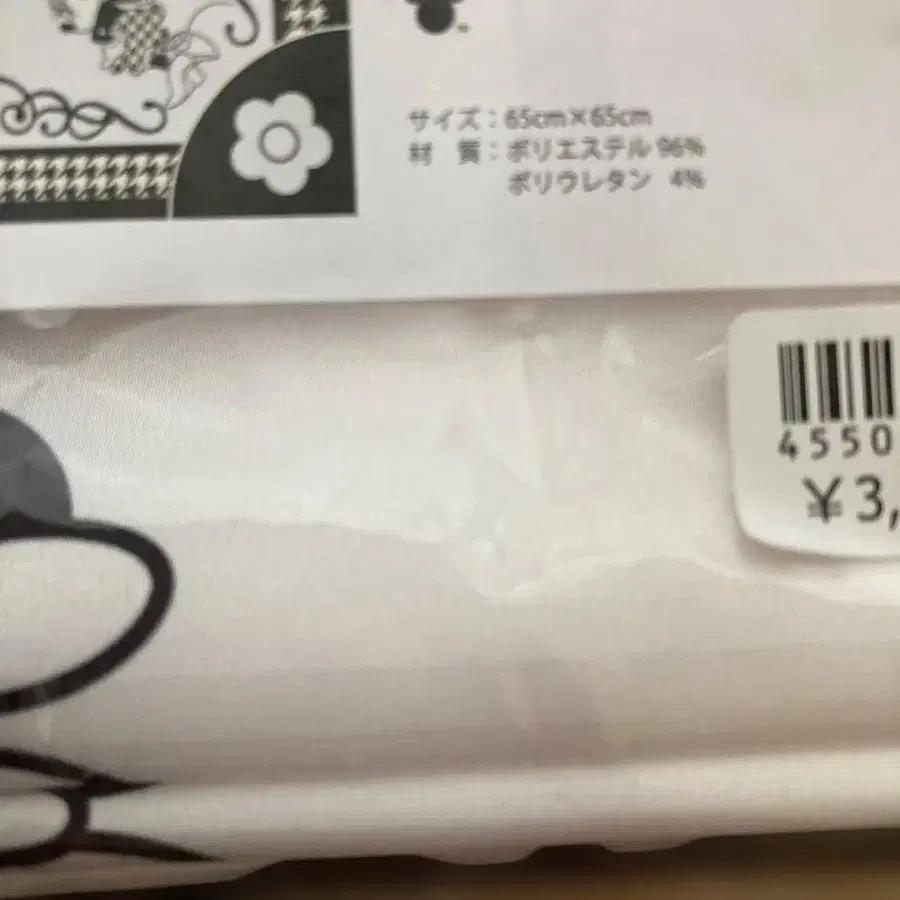 サイズ：65cm×65cm
材　質：ポリエステル 96%
ポリウレタン 4%
4550
¥3,